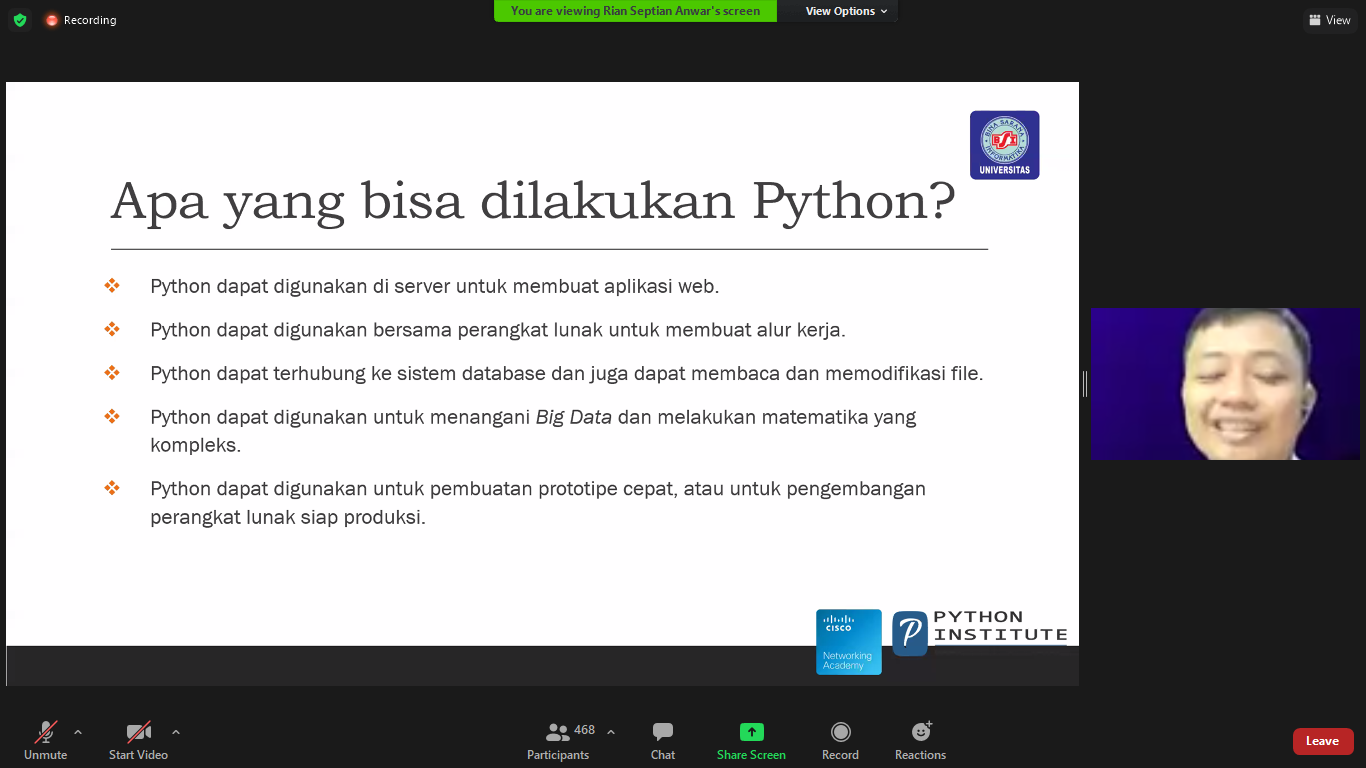 Recording
You are viewing Rian Septian Anwar's screen
View Options
View
BINA SARANA
BSI
INFORMATIKA
UNIVERSITAS
Apa yang bisa dilakukan Python?
Python dapat digunakan di server untuk membuat aplikasi web.
Python dapat digunakan bersama perangkat lunak untuk membuat alur kerja.
Python dapat terhubung ke sistem database dan juga dapat membaca dan memodifikasi file.
Python dapat digunakan untuk menangani Big Data dan melakukan matematika yang
kompleks.
Python dapat digunakan untuk pembuatan prototipe cepat, atau untuk pengembangan
perangkat lunak siap produksi.
CISCO
Networking
Academy
P
PYTHON
INSTITUTE
Unmute
Start Video
468
Participants
Chat
Share Screen
Record
Reactions
Leave